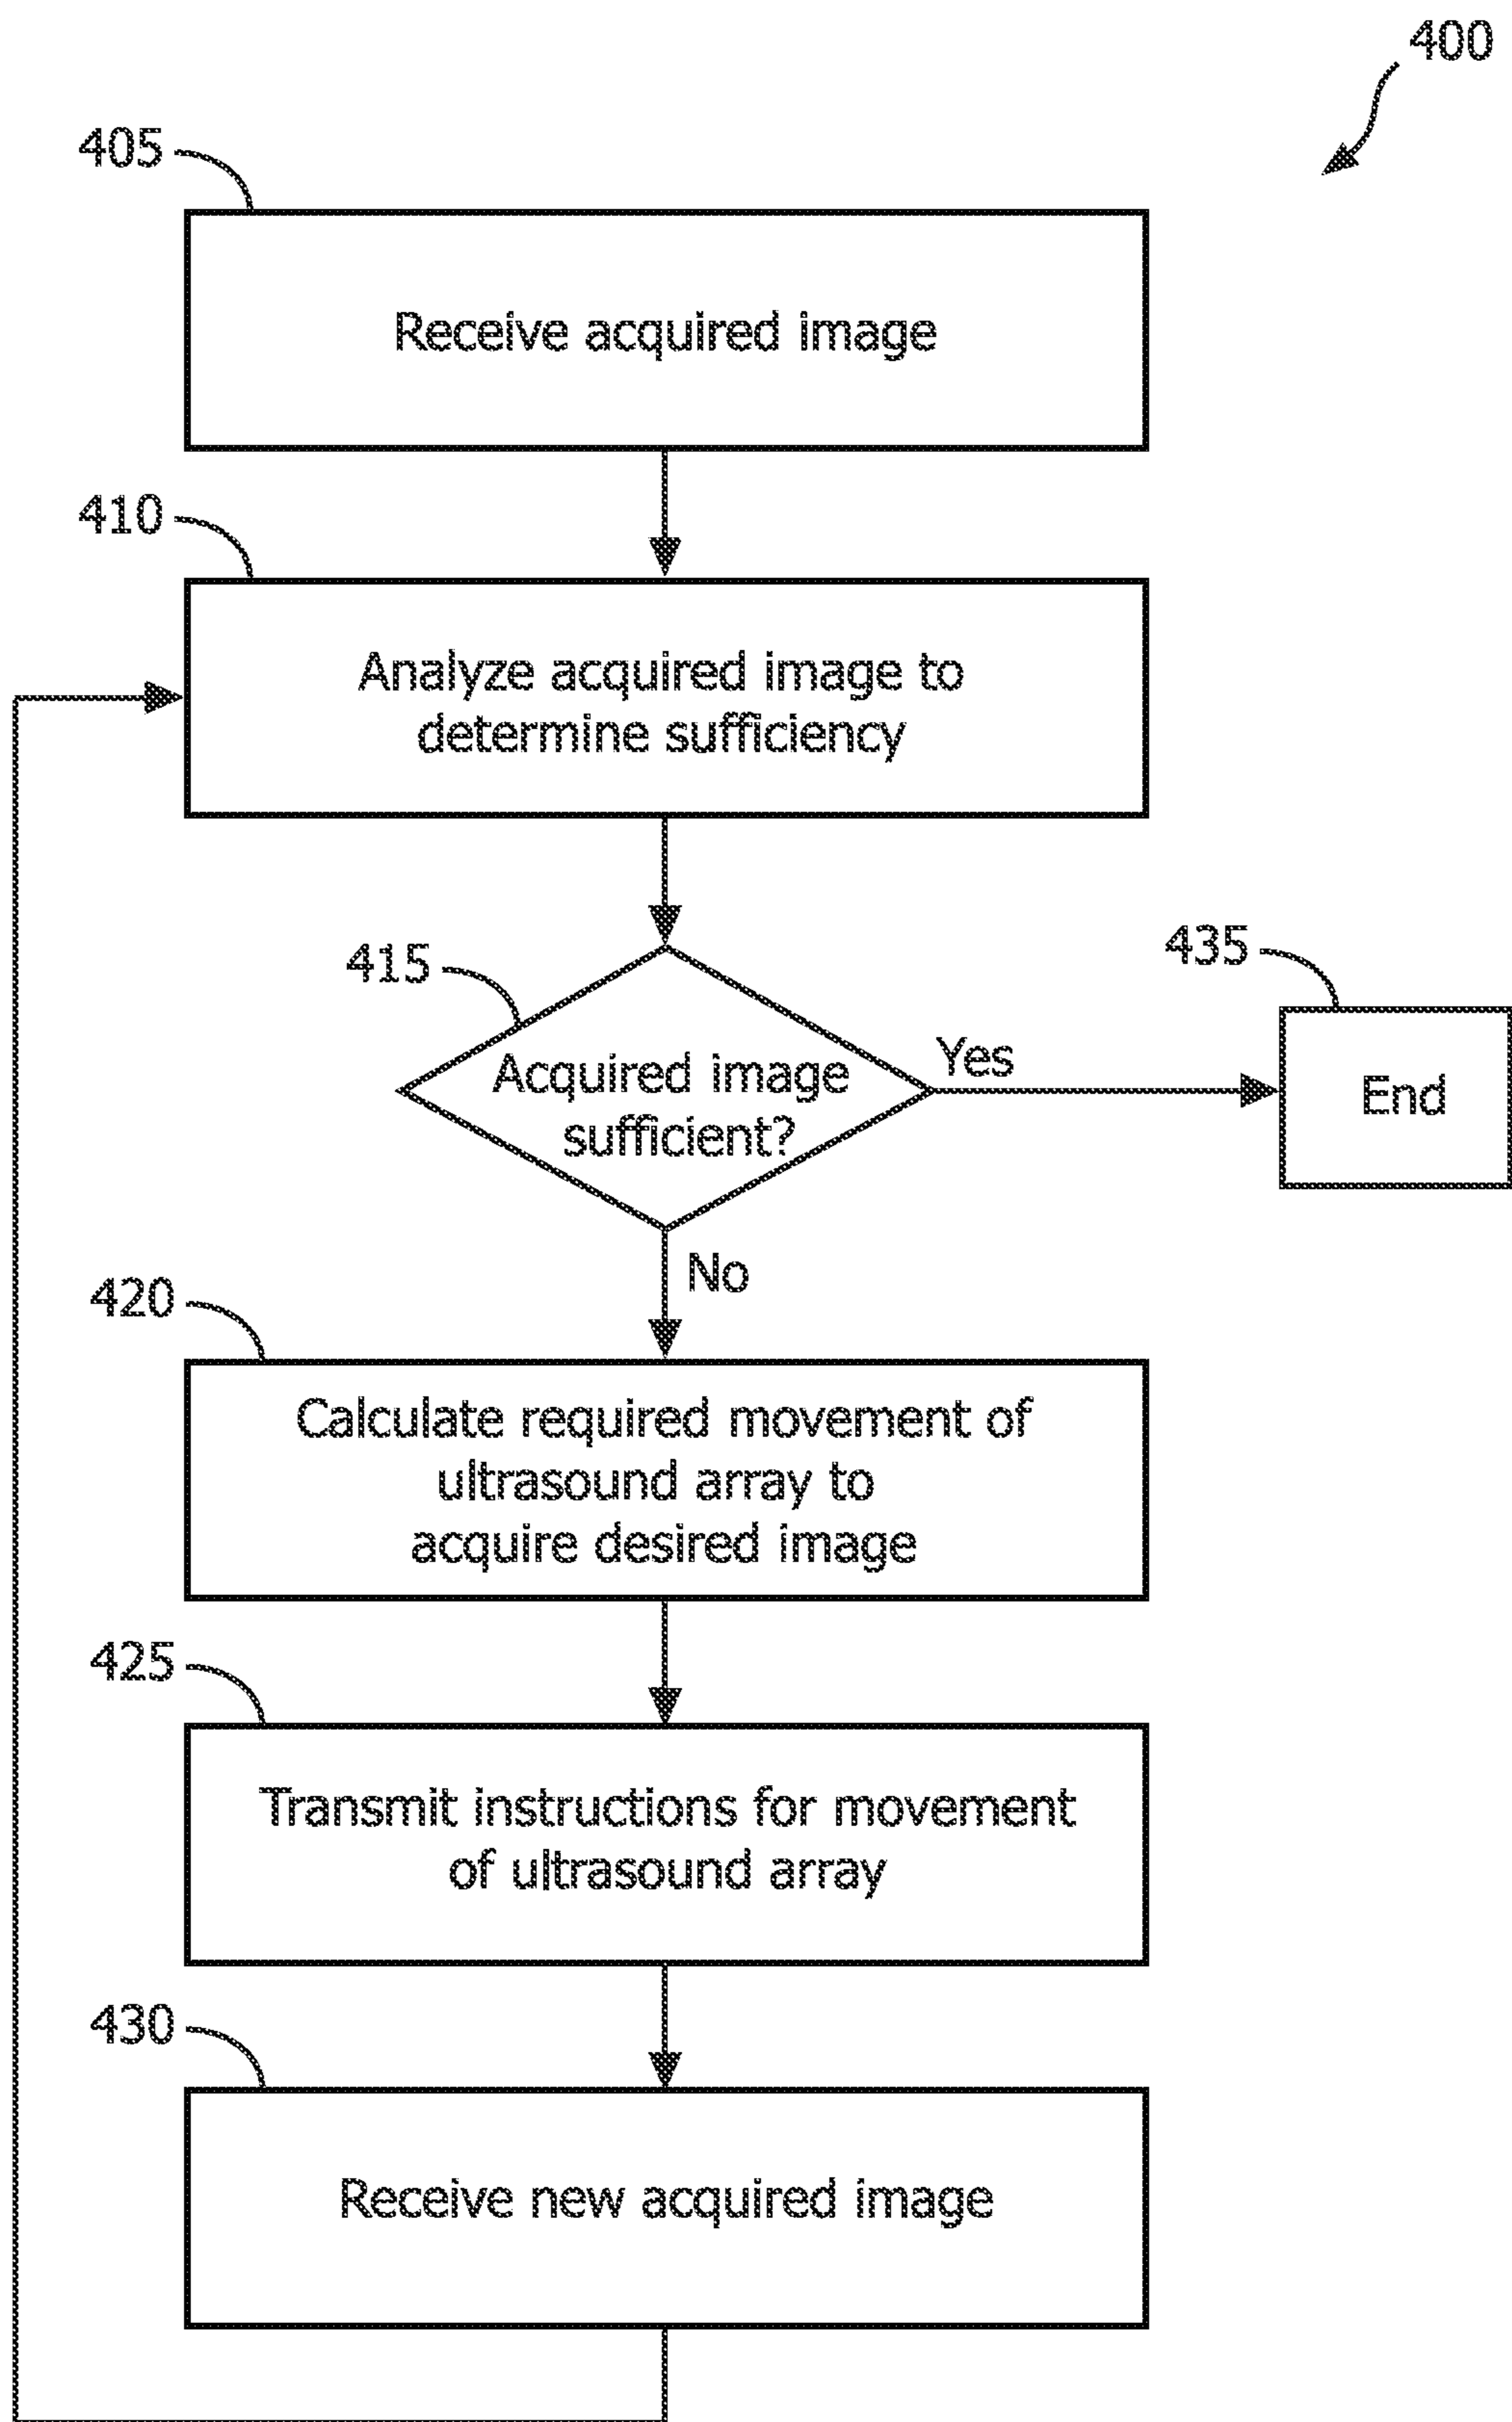 400
405
Receive acquired image
410
Analyze acquired image to
determine sufficiency
415
Acquired image
sufficient?
Yes
435
End
No
420
Calculate required movement of
ultrasound array to
acquire desired image
425
Transmit instructions for movement
of ultrasound array
430
Receive new acquired image